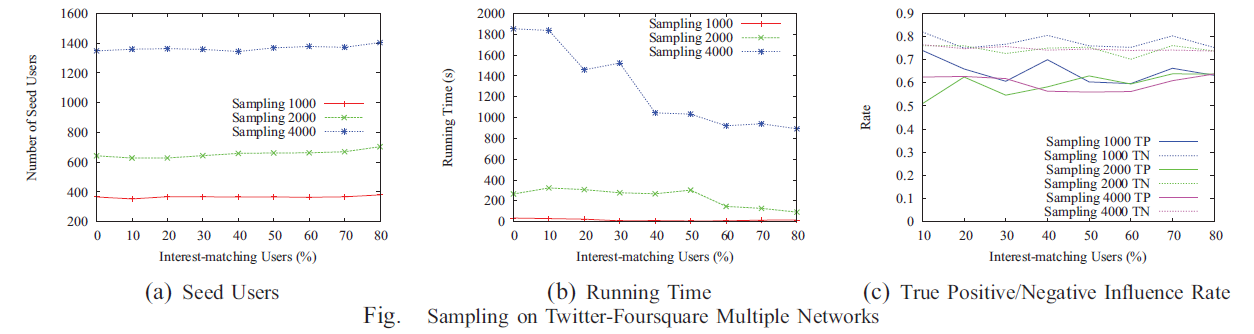 1600
1400
1200
1000
800
600
400
200
0 10 20 30 40 50 60 70 80
Number of Seed Users
Interest-matching Users (%)
Sampling 1000
Sampling 2000
Sampling 4000
(a) Seed Users
2000
1800
1600
1400
1200
1000
800
600
400
200
0
0 10 20 30 40 50 60 70 80
Running Time (s)
Interest-matching Users (%)
Sampling 1000
Sampling 2000
Sampling 4000
(b) Running Time
0.9
0.8
0.7
0.6
0.5
0.4
0.3
0.2
0.1
0
10 20 30 40 50 60 70 80
Rate
Interest-matching Users (%)
Sampling 1000 TP
Sampling 1000 TN
Sampling 2000 TP
Sampling 2000 TN
Sampling 4000 TP
Sampling 4000 TN
(c) True Positive/Negative Influence Rate
Fig. Sampling on Twitter-Foursquare Multiple Networks